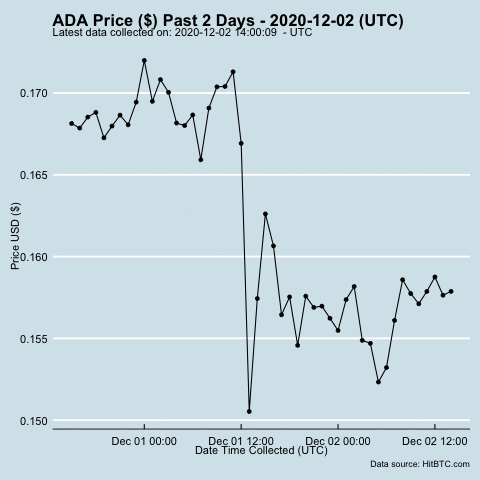 ADA Price ($) Past 2 Days - 2020-12-02 (UTC)
Latest data collected on: 2020-12-02 14:00:09 - UTC
0.170
0.165
0.160
0.155
0.150
Price USD ($)
Dec 01 00:00 Dec 01 12:00 Dec 02 00:00 Dec 02 12:00
Date Time Collected (UTC)
Data source: HitBTC.com